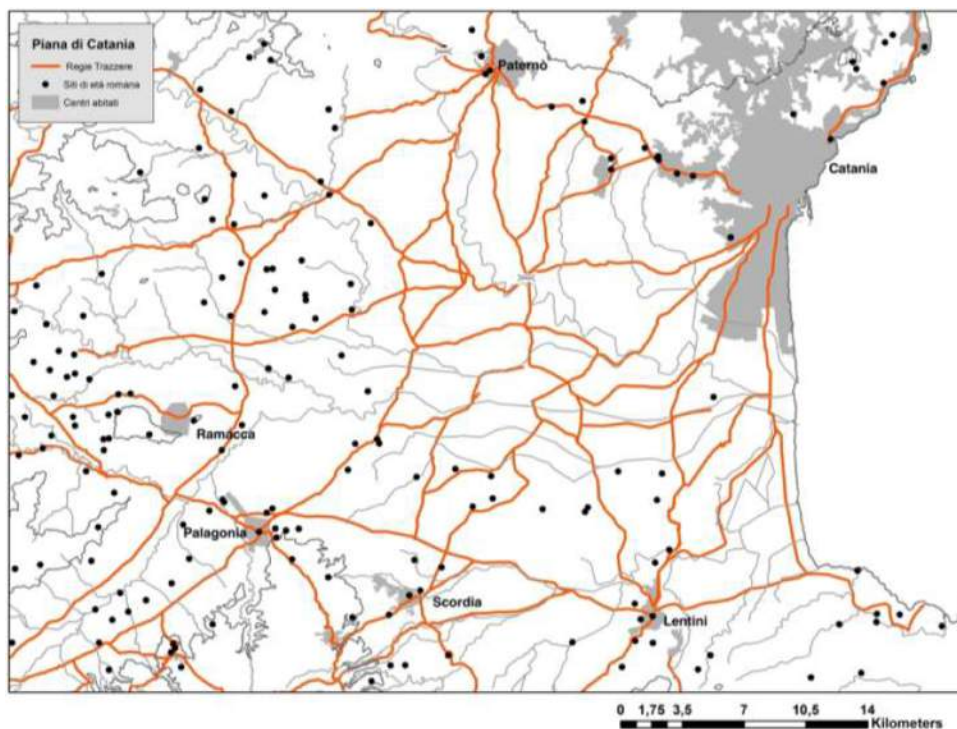 Piana di Catania
Regie Trazzere
Siti di età romana
Centri abitati
Paternò
Catania
Ramacca
Palagonia
Scordia
Lentini
0 1,75 3,5 7 10,5 14
Kilometers